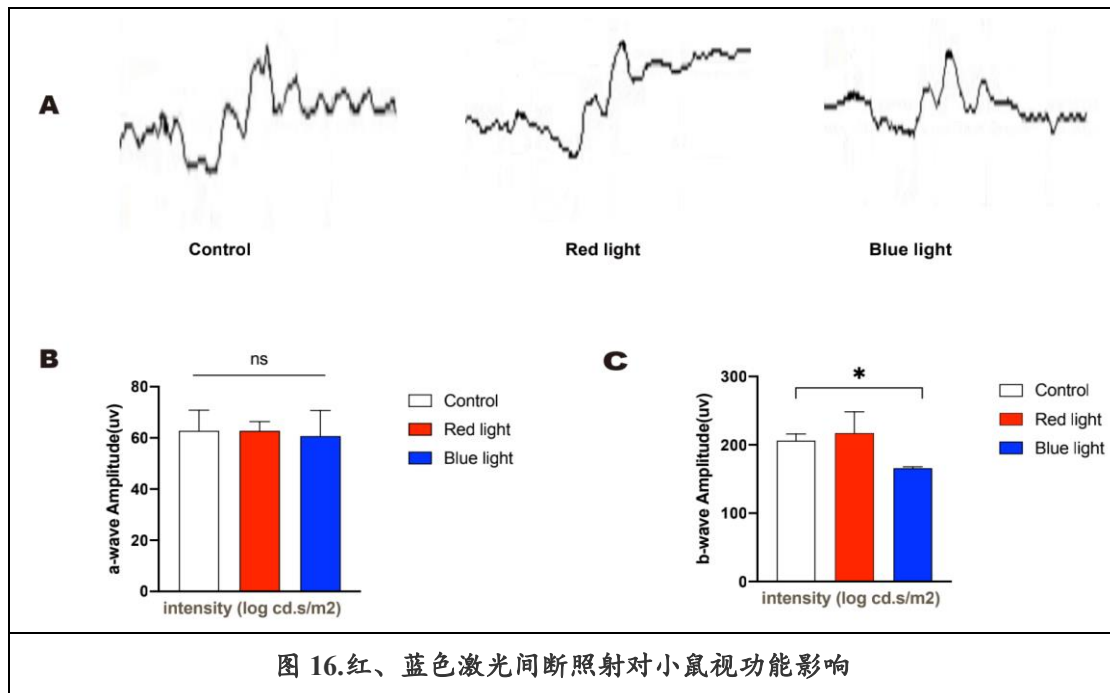 A
Control
Red light
Blue light
B
ns
80
60
40
20
0
a-wave Amplitude(uv)
intensity (log cd.s/m2)
Control
Red light
Blue light
C
*
300
200
100
0
b-wave Amplitude(uv)
intensity (log cd.s/m2)
Control
Red light
Blue light
图 16.红、蓝色激光间断照射对小鼠视功能影响